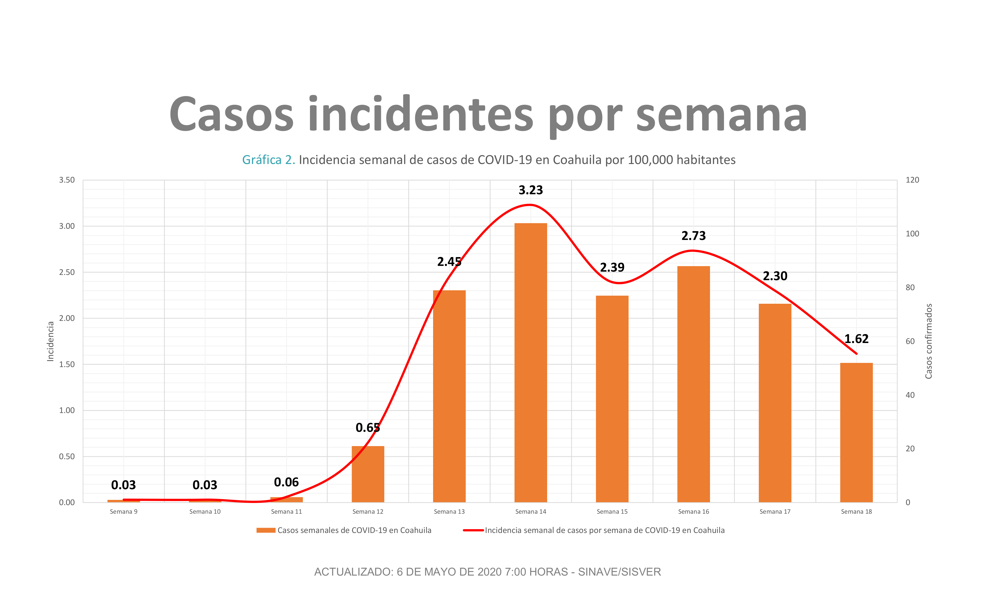 Casos incidentes por semana
Gráfica 2. Incidencia semanal de casos de COVID-19 en Coahuila por 100,000 habitantes
3.50
3.00
2.50
2.00
1.50
1.00
0.50
0.00
Incidencia
0.03
0.03
0.06
0.65
2.45
3.23
2.39
2.73
2.30
1.62
120
100
80
60
40
20
0
Casos confirmados
Semana 9
Semana 10
Semana 11
Semana 12
Semana 13
Semana 14
Semana 15
Semana 16
Semana 17
Semana 18
Casos semanales de COVID-19 en Coahuila
Incidencia semanal de casos por semana de COVID-19 en Coahuila
ACTUALIZADO: 6 DE MAYO DE 2020 7:00 HORAS - SINAVE/SISVER